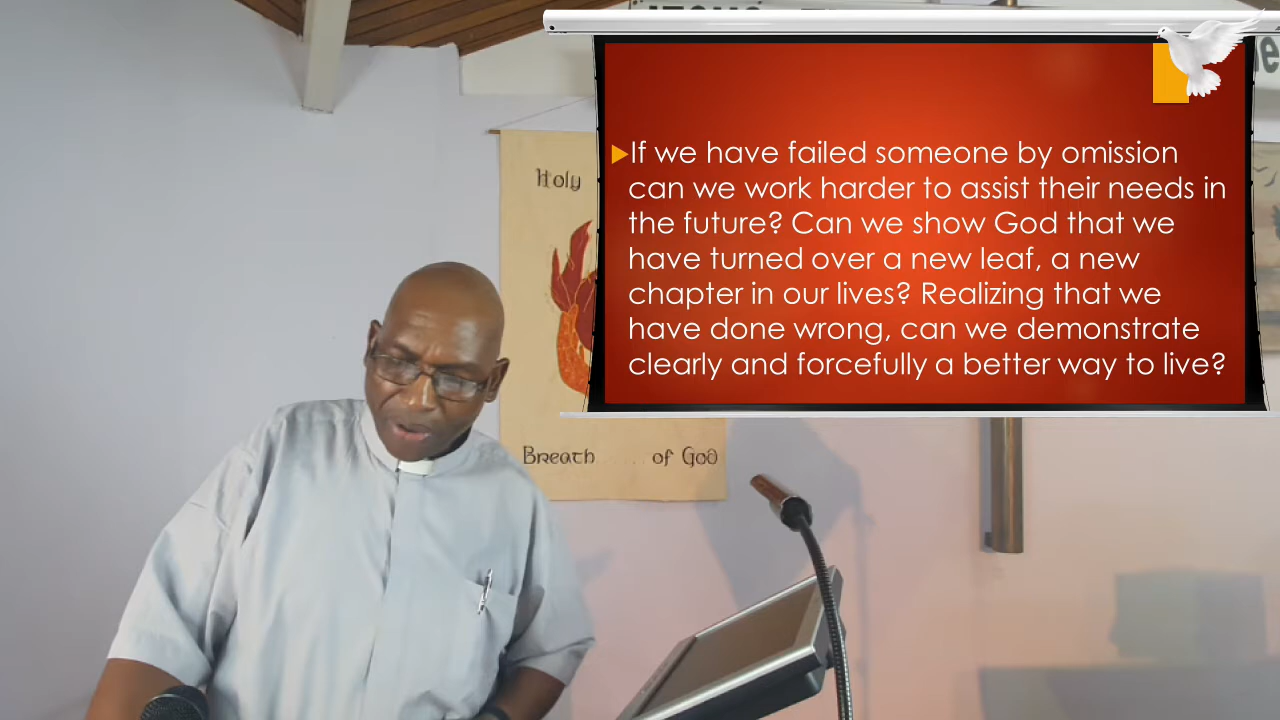 If we have failed someone by omission
can we work harder to assist their needs in
the future? Can we show God that we
have turned over a new leaf, a new
chapter in our lives? Realizing that we
have done wrong, can we demonstrate
clearly and forcefully a better way to live?
Holy
Breath of God